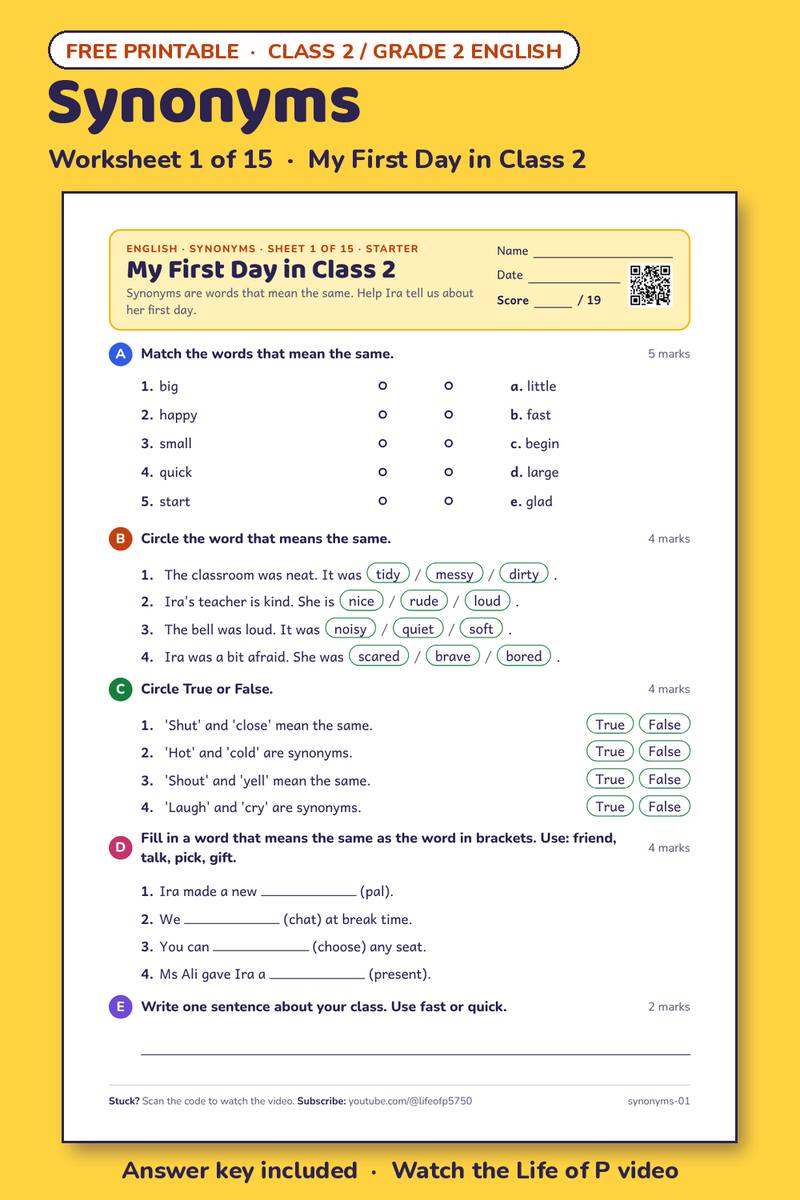 FREE PRINTABLE · CLASS 2 / GRADE 2 ENGLISH
Synonyms
Worksheet 1 of 15 · My First Day in Class 2
ENGLISH · SYNONYMS · SHEET 1 OF 15 · STARTER
My First Day in Class 2
Synonyms are words that mean the same. Help Ira tell us about
her first day.
Name ____________
Date ____________
Score ______ / 19
A Match the words that mean the same. 5 marks
1. big a. little
2. happy b. fast
3. small c. begin
4. quick d. large
5. start e. glad
B Circle the word that means the same. 4 marks
1. The classroom was neat. It was tidy / messy / dirty .
2. Ira's teacher is kind. She is nice / rude / loud .
3. The bell was loud. It was noisy / quiet / soft .
4. Ira was a bit afraid. She was scared / brave / bored .
C Circle True or False. 4 marks
1. 'Shut' and 'close' mean the same. True False
2. 'Hot' and 'cold' are synonyms. True False
3. 'Shout' and 'yell' mean the same. True False
4. 'Laugh' and 'cry' are synonyms. True False
D Fill in a word that means the same as the word in brackets. Use: friend,
talk, pick, gift. 4 marks
1. Ira made a new ____________ (pal).
2. We ____________ (chat) at break time.
3. You can ____________ (choose) any seat.
4. Ms Ali gave Ira a ____________ (present).
E Write one sentence about your class. Use fast or quick. 2 marks
Stuck? Scan the code to watch the video. Subscribe: youtube.com/@lifeofp5750 synonyms-01
Answer key included · Watch the Life of P video